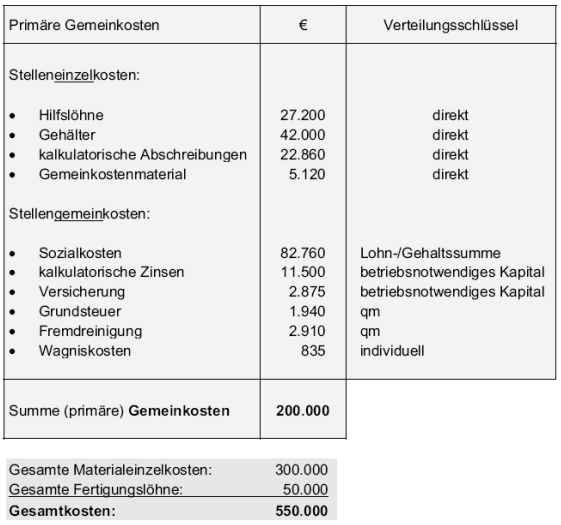 Primäre Gemeinkosten € Verteilungsschlüssel
Stelleneinzelkosten:
• Hilfslöhne 27.200 direkt
• Gehälter 42.000 direkt
• kalkulatorische Abschreibungen 22.860 direkt
• Gemeinkostenmaterial 5.120 direkt
Stellengemeinkosten:
• Sozialkosten 82.760 Lohn-/Gehaltssumme
• kalkulatorische Zinsen 11.500 betriebsnotwendiges Kapital
• Versicherung 2.875 betriebsnotwendiges Kapital
• Grundsteuer 1.940 qm
• Fremdreinigung 2.910 qm
• Wagniskosten 835 individuell
Summe (primäre) Gemeinkosten 200.000
Gesamte Materialeinzelkosten: 300.000
Gesamte Fertigungslöhne: 50.000
Gesamtkosten: 550.000